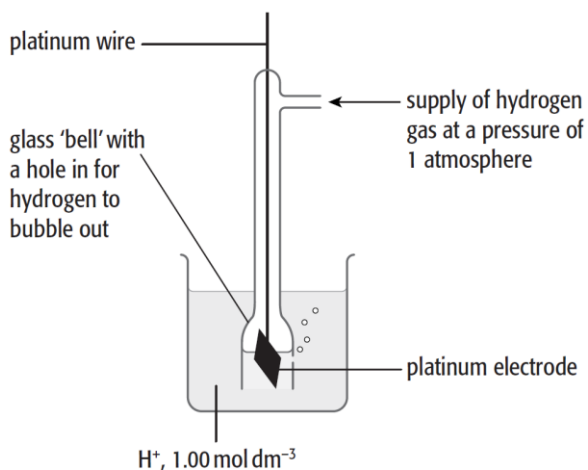 platinum wire
supply of hydrogen
gas at a pressure of
1 atmosphere
glass ‘bell’ with
a hole in for
hydrogen to
bubble out
platinum electrode
H⁺, 1.00 mol dm⁻³